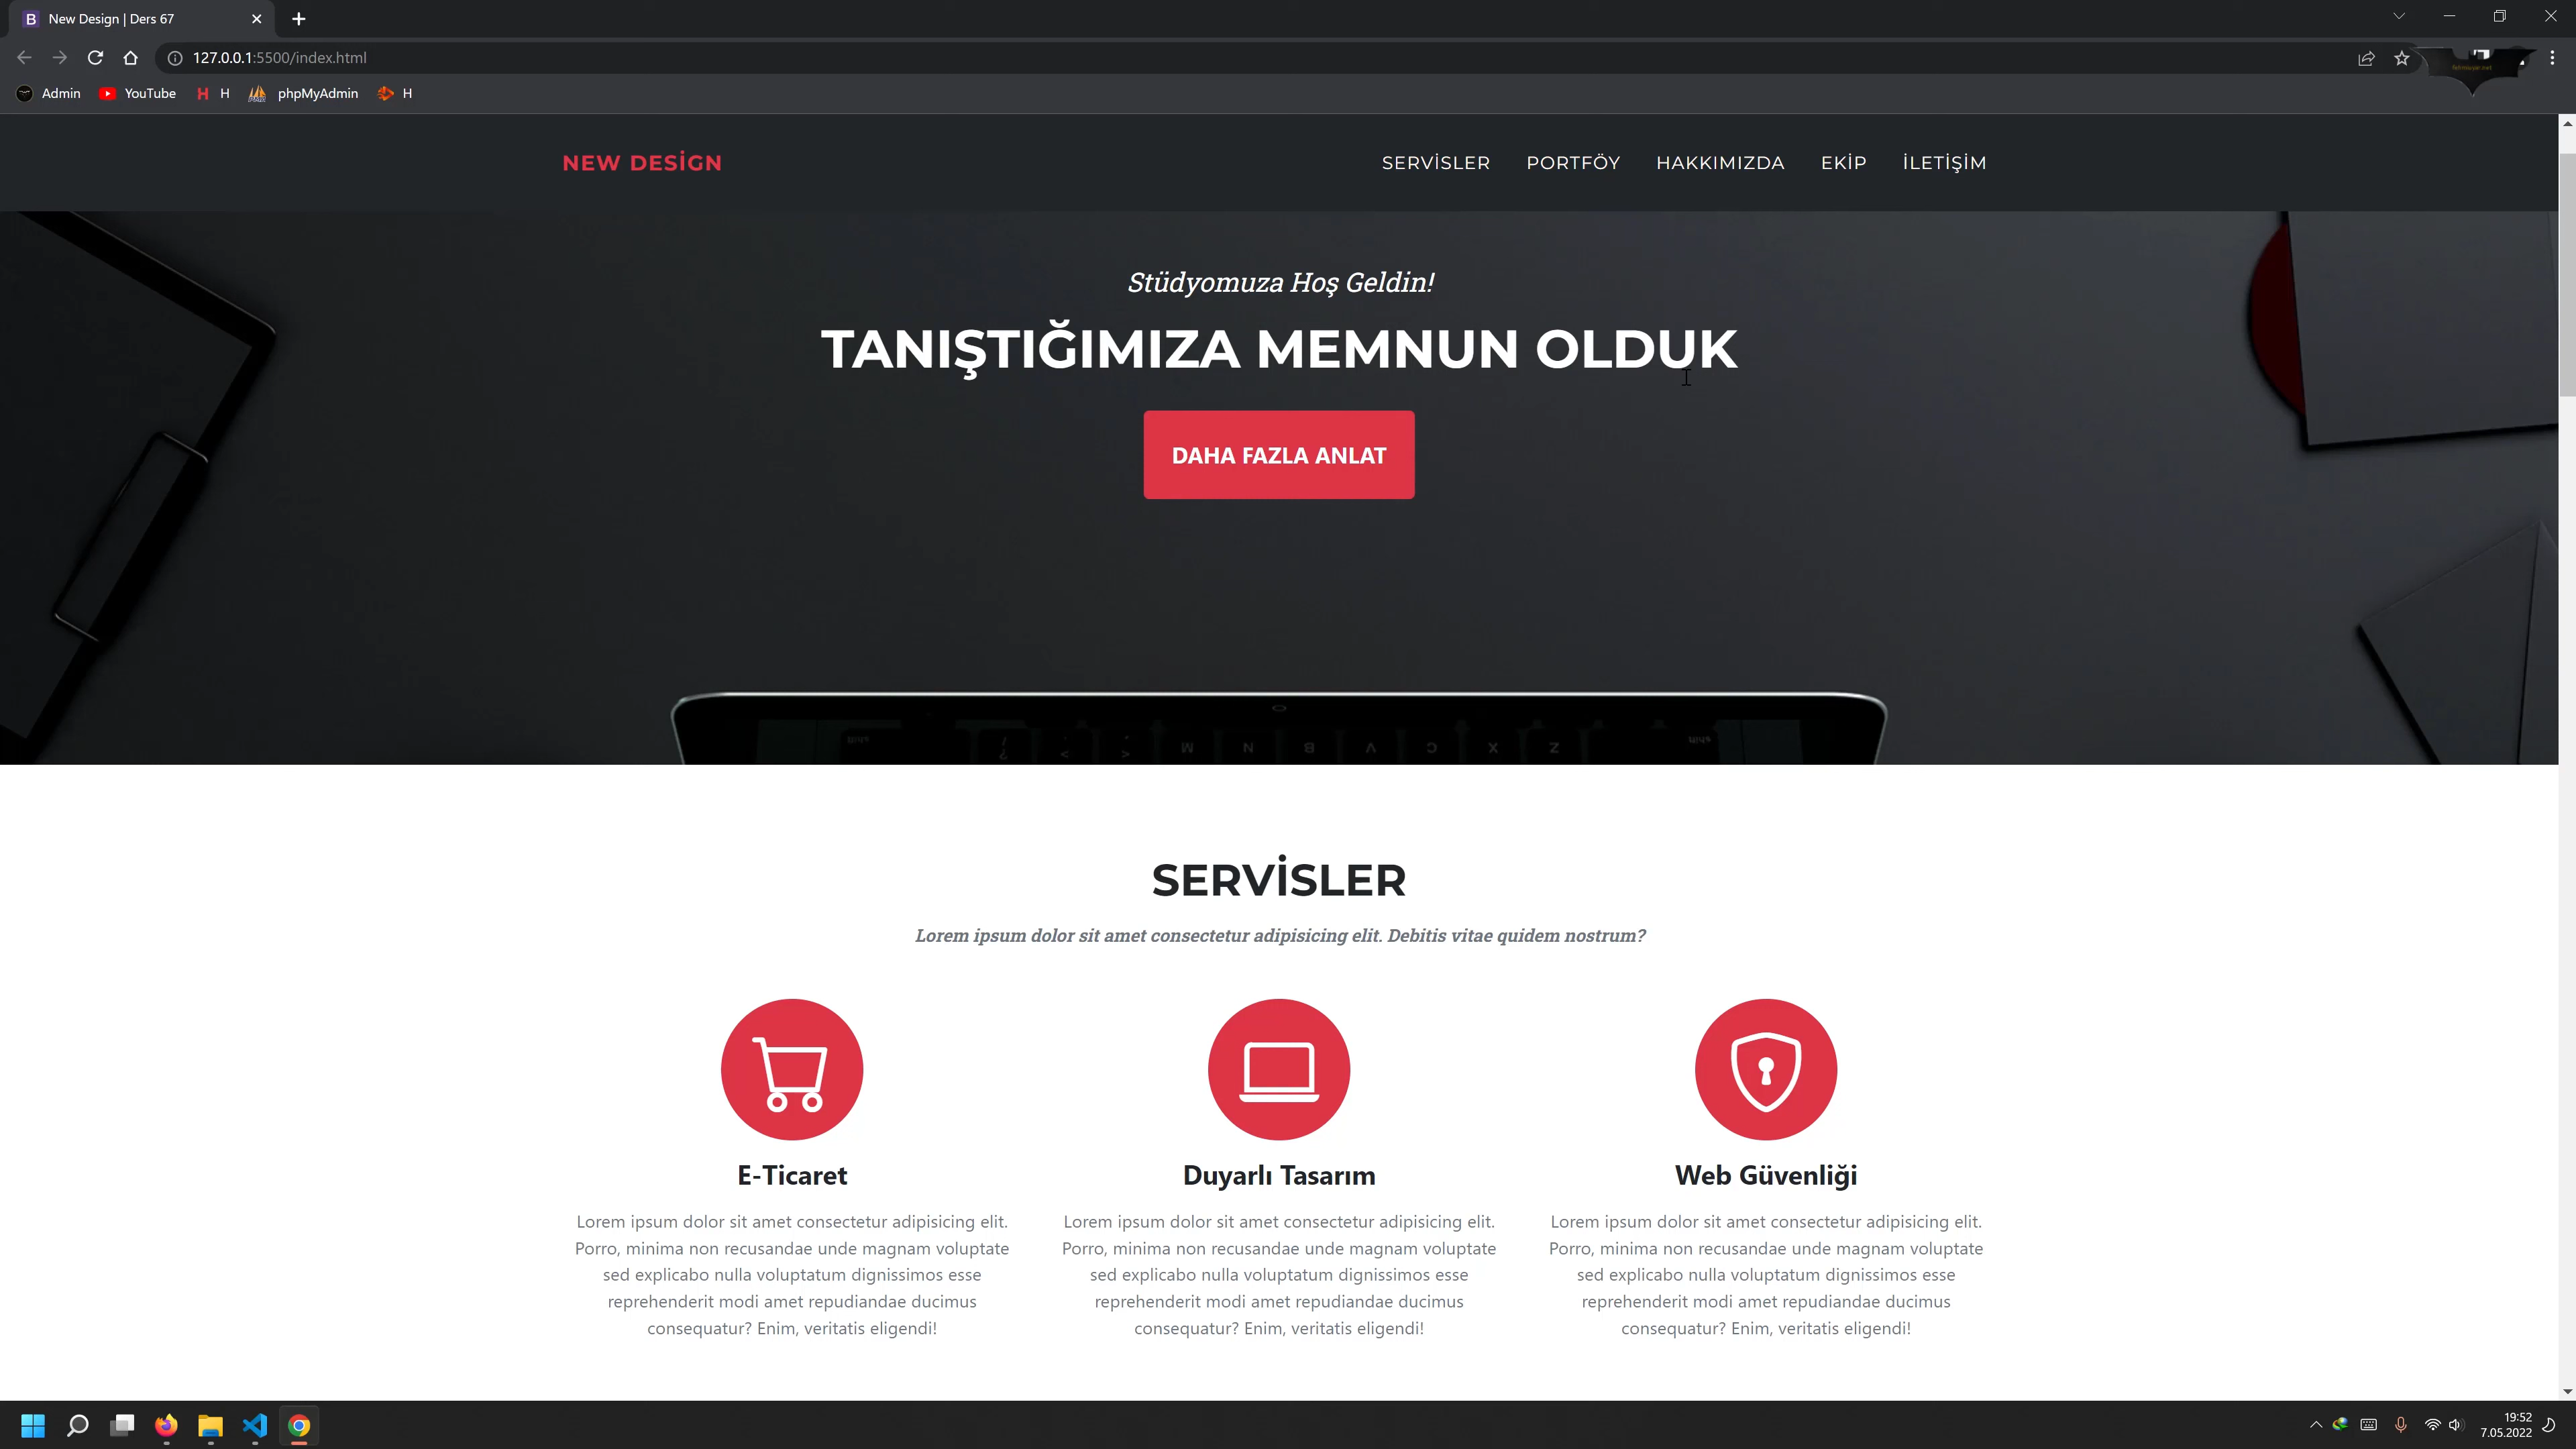 New Design | Ders 67
127.0.0.1:5500/index.html
Admin YouTube H H phpMyAdmin H
NEW DESİGN
SERVİSLER PORTFÖY HAKKIMIZDA EKİP İLETİŞİM
Stüdyomuza Hoş Geldin!
TANIŞTIĞIMIZA MEMNUN OLDUK
DAHA FAZLA ANLAT
SERVİSLER
Lorem ipsum dolor sit amet consectetur adipisicing elit. Debitis vitae quidem nostrum?
E-Ticaret
Lorem ipsum dolor sit amet consectetur adipisicing elit.
Porro, minima non recusandae unde magnam voluptate
sed explicabo nulla voluptatum dignissimos esse
reprehenderit modi amet repudiandae ducimus
consequatur? Enim, veritatis eligendi!
Duyarlı Tasarım
Lorem ipsum dolor sit amet consectetur adipisicing elit.
Porro, minima non recusandae unde magnam voluptate
sed explicabo nulla voluptatum dignissimos esse
reprehenderit modi amet repudiandae ducimus
consequatur? Enim, veritatis eligendi!
Web Güvenliği
Lorem ipsum dolor sit amet consectetur adipisicing elit.
Porro, minima non recusandae unde magnam voluptate
sed explicabo nulla voluptatum dignissimos esse
reprehenderit modi amet repudiandae ducimus
consequatur? Enim, veritatis eligendi!
19:52
7.05.2022